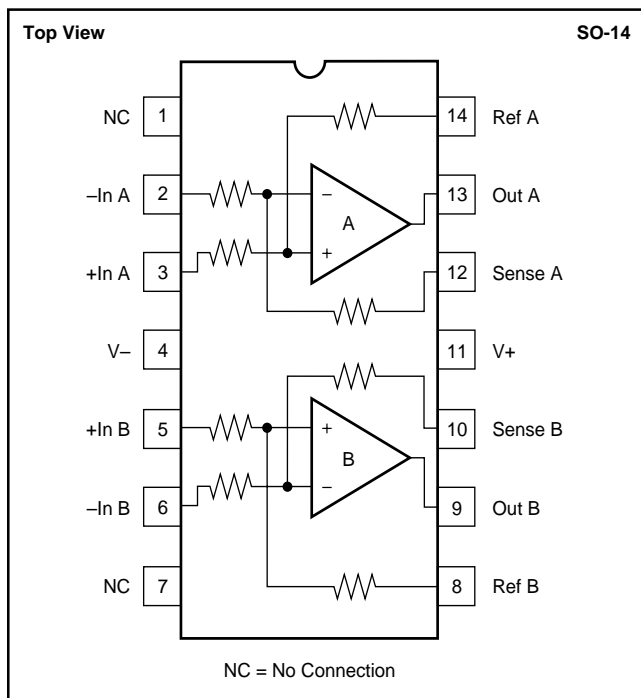 Top View SO-14
NC 1 14 Ref A
–In A 2 – 13 Out A
A
+In A 3 + 12 Sense A
V– 4 11 V+
+In B 5 + 10 Sense B
B
–In B 6 – 9 Out B
NC 7 8 Ref B
NC = No Connection